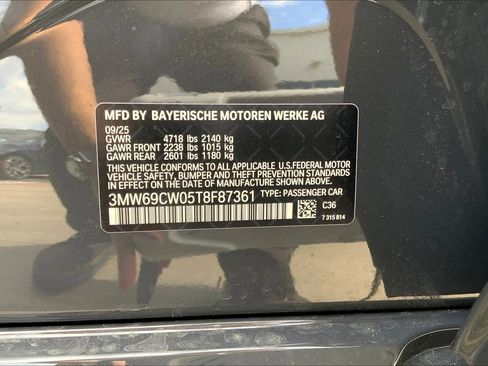 MFD BY BAYERISCHE MOTOREN WERKE AG
09/25
GVWR 4718 lbs 2140 kg
GAWR FRONT 2238 lbs 1015 kg
GAWR REAR 2601 lbs 1180 kg
THIS VEHICLE CONFORMS TO ALL APPLICABLE U.S.FEDERAL MOTOR
VEHICLE SAFETY, BUMPER, AND THEFT PREVENTION STANDARDS
IN EFFECT ON THE DATE OF MANUFACTURE SHOWN ABOVE.
3MW69CW05T8F87361 TYPE: PASSENGER CAR
C36
7 315 814